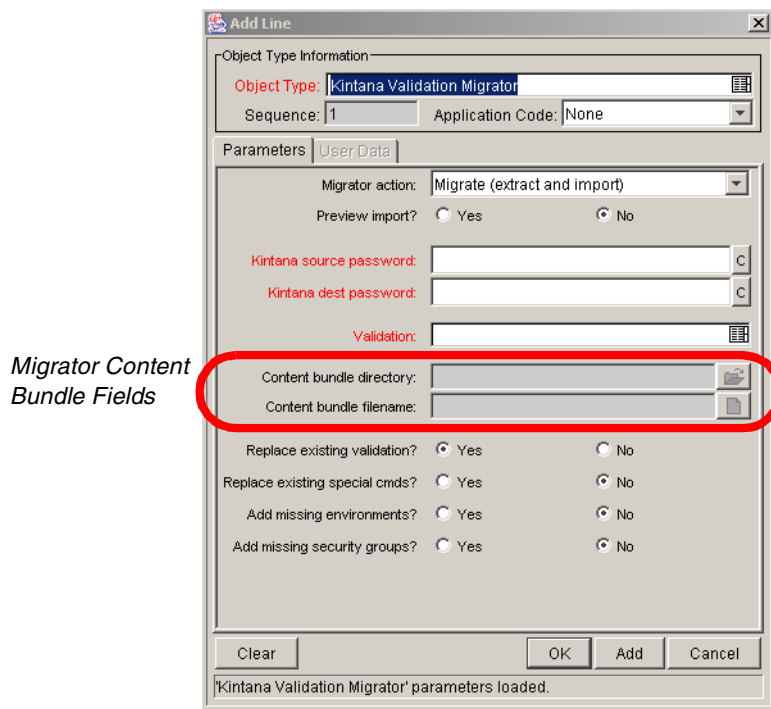 Add Line
Object Type Information
Object Type: Kintana Validation Migrator
Sequence: 1 Application Code: None
Parameters User Data
Migrator action: Migrate (extract and import)
Preview import? Yes No
Kintana source password: C
Kintana dest password: C
Validation:
Migrator Content
Bundle Fields
Content bundle directory:
Content bundle filename:
Replace existing validation? Yes No
Replace existing special cmds? Yes No
Add missing environments? Yes No
Add missing security groups? Yes No
Clear OK Add Cancel
'Kintana Validation Migrator' parameters loaded.